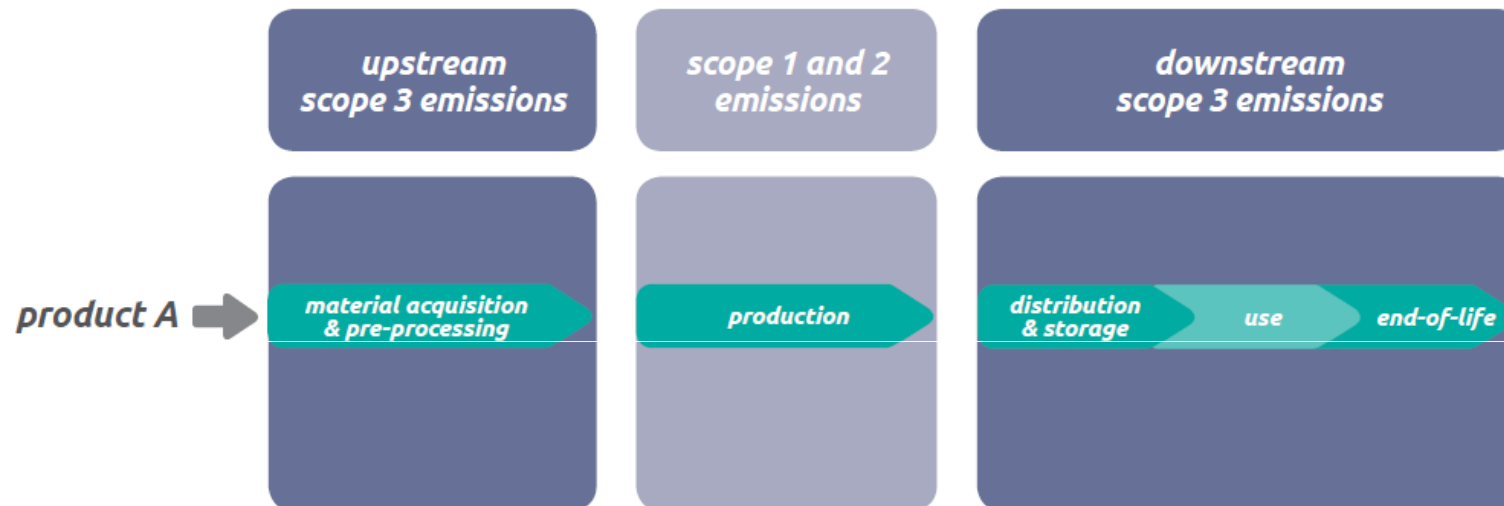 upstream
scope 3 emissions
scope 1 and 2
emissions
downstream
scope 3 emissions
product A
material acquisition
& pre-processing
production
distribution
& storage
use
end-of-life